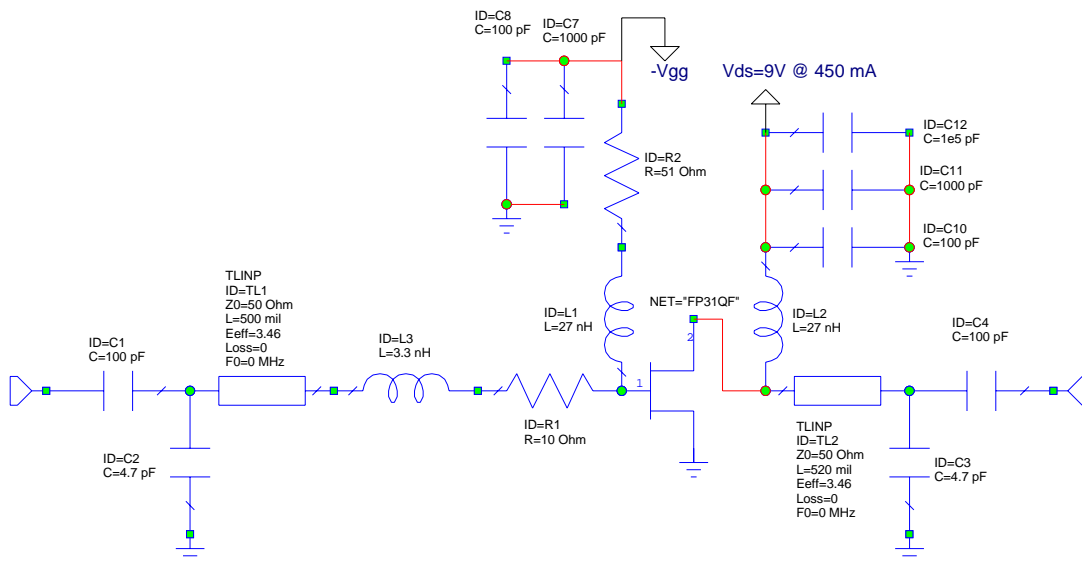 ID=C8
C=100 pF
ID=C7
C=1000 pF
-Vgg
Vds=9V @ 450 mA
ID=C12
C=1e5 pF
ID=R2
R=51 Ohm
ID=C11
C=1000 pF
ID=C10
C=100 pF
TLINP
ID=TL1
Z0=50 Ohm
L=500 mil
Eeff=3.46
Loss=0
F0=0 MHz
ID=L1
L=27 nH
NET="FP31QF"
ID=L2
L=27 nH
ID=C1
C=100 pF
ID=L3
L=3.3 nH
ID=C4
C=100 pF
1
2
ID=R1
R=10 Ohm
ID=C2
C=4.7 pF
TLINP
ID=TL2
Z0=50 Ohm
L=520 mil
Eeff=3.46
Loss=0
F0=0 MHz
ID=C3
C=4.7 pF